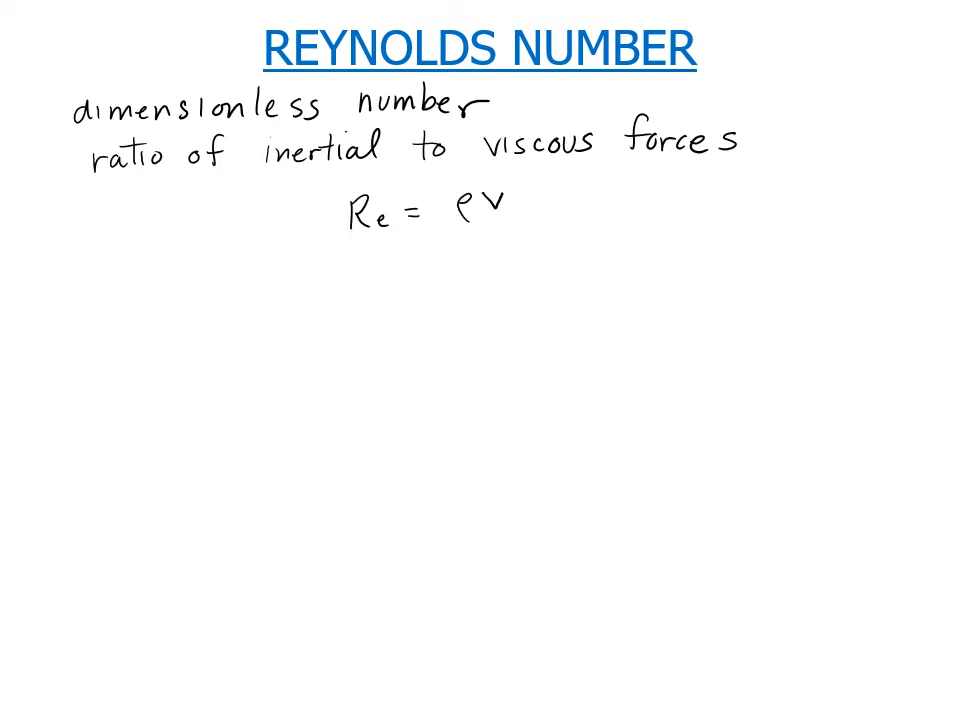 REYNOLDS NUMBER
dimensionless number
ratio of inertial to viscous forces
Re = ρv